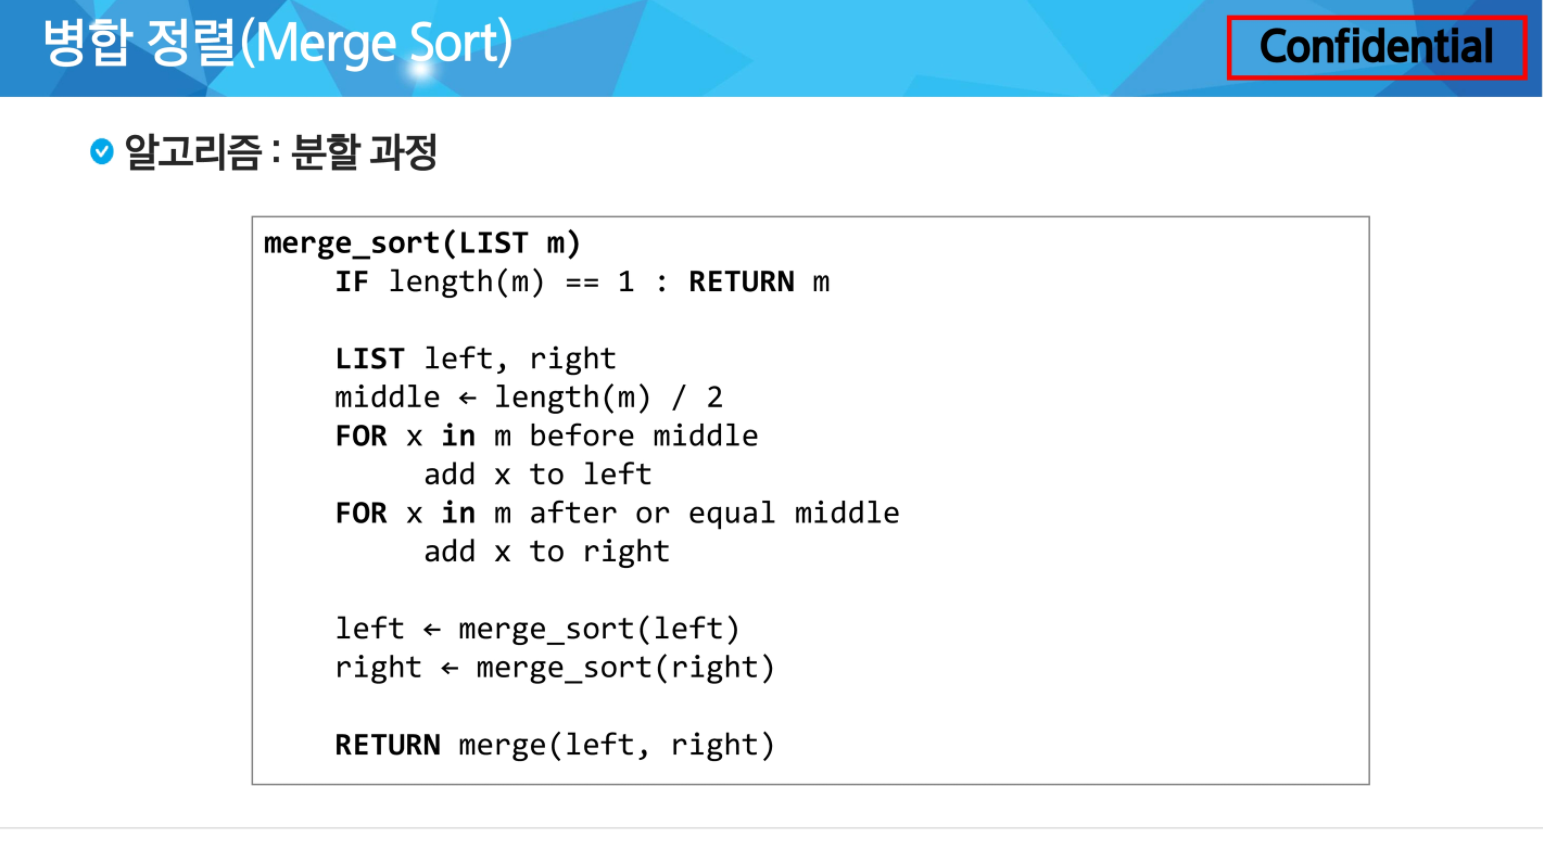 병합 정렬(Merge Sort)
Confidential
알고리즘 : 분할 과정
merge_sort(LIST m)
IF length(m) == 1 : RETURN m
LIST left, right
middle ← length(m) / 2
FOR x in m before middle
add x to left
FOR x in m after or equal middle
add x to right
left ← merge_sort(left)
right ← merge_sort(right)
RETURN merge(left, right)